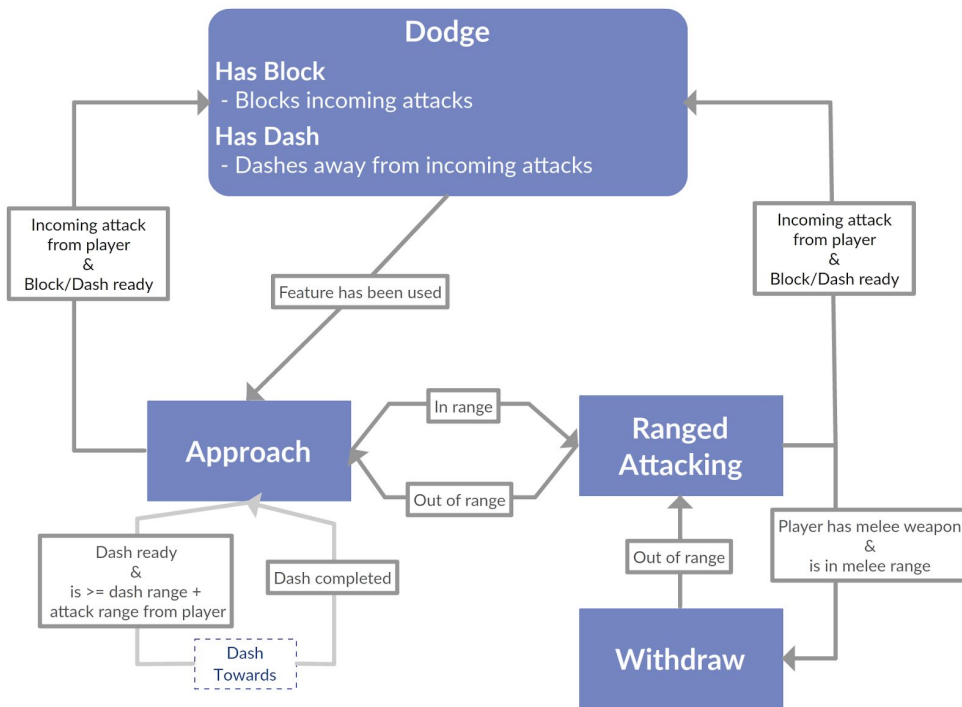 Dodge
Has Block
- Blocks incoming attacks
Has Dash
- Dashes away from incoming attacks
Incoming attack
from player
&
Block/Dash ready
Incoming attack
from player
&
Block/Dash ready
Feature has been used
Approach
In range
Out of range
Ranged
Attacking
Dash ready
&
is >= dash range +
attack range from player
Dash completed
Dash
Towards
Out of range
Player has melee weapon
&
is in melee range
Withdraw